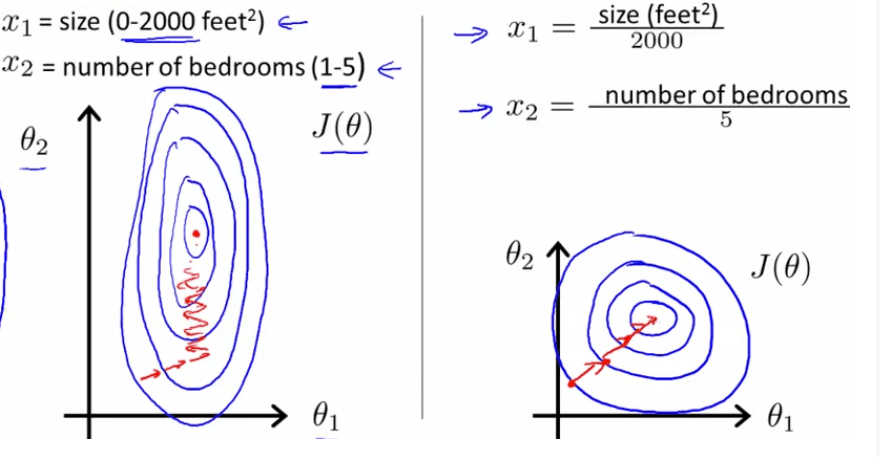 x₁ = size (0-2000 feet²) ←
x₂ = number of bedrooms (1-5) ←
θ₂
J(θ)
θ₁
→ x₁ = size (feet²) / 2000
→ x₂ = number of bedrooms / 5
θ₂
J(θ)
θ₁